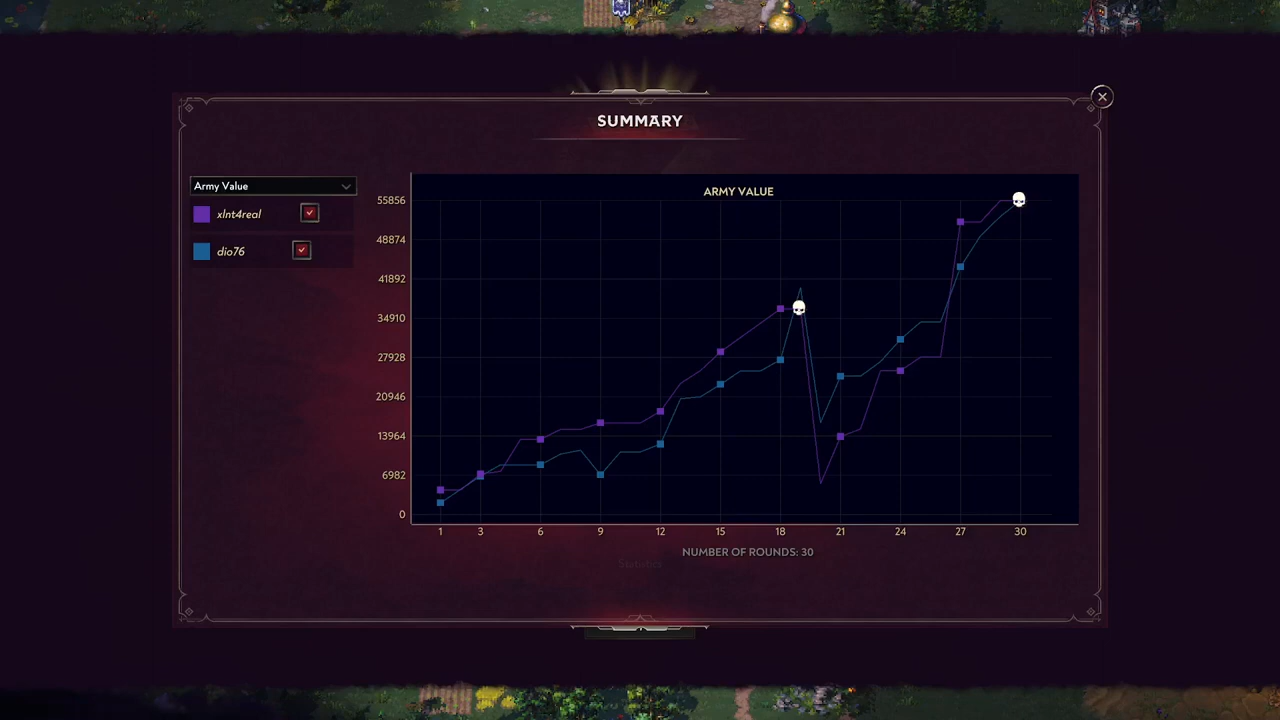 SUMMARY
Army Value
ARMY VALUE
xlnt4real
dio76
55856
48874
41892
34910
27928
20946
13964
6982
0
1 3 6 9 12 15 18 21 24 27 30
NUMBER OF ROUNDS: 30
Statistics